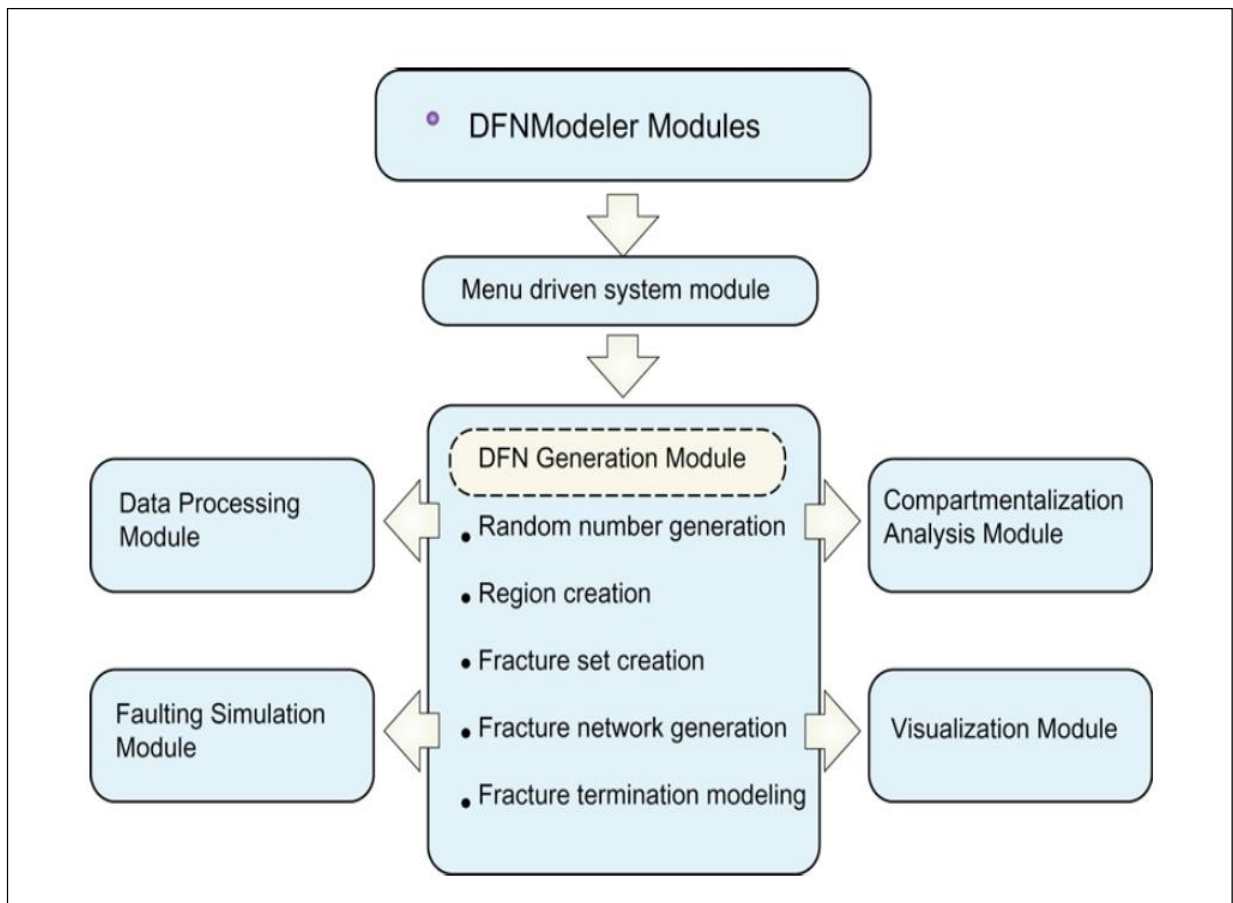 DFNModeler Modules
Menu driven system module
DFN Generation Module
Random number generation
Region creation
Fracture set creation
Fracture network generation
Fracture termination modeling
Data Processing
Module
Faulting Simulation
Module
Compartmentalization
Analysis Module
Visualization Module